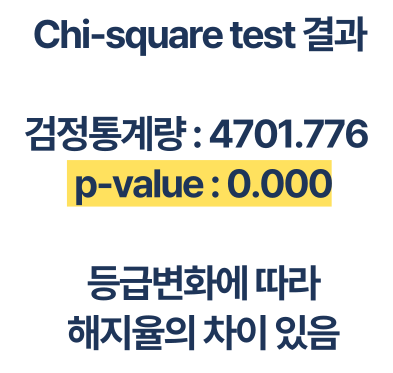 Chi-square test 결과
검정통계량 : 4701.776
p-value : 0.000
등급변화에 따라
해지율의 차이 있음